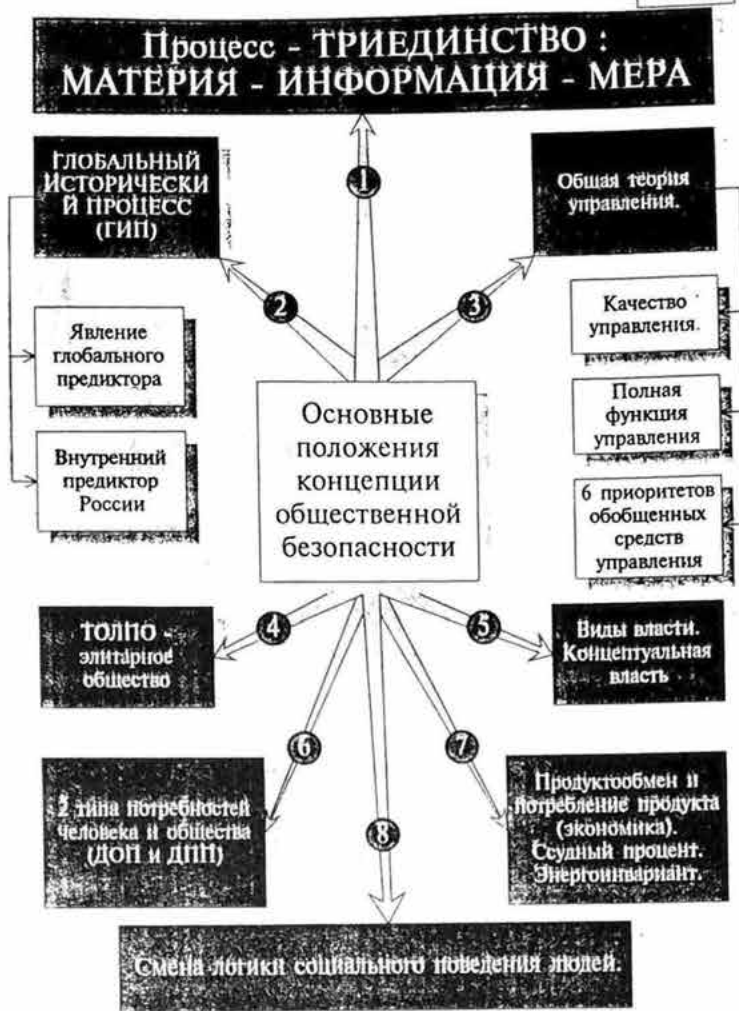 Процесс - ТРИЕДИНСТВО :
МАТЕРИЯ - ИНФОРМАЦИЯ - МЕРА
1
ГЛОБАЛЬНЫЙ
ИСТОРИЧЕСКИ
Й ПРОЦЕСС
(ГИП)
2
Явление
глобального
предиктора
Внутренний
предиктор
России
Общая теория
управления.
3
Качество
управления.
Полная
функция
управления
6 приоритетов
обобщенных
средств
управления
Основные
положения
концепции
общественной
безопасности
4
ТОЛПО -
элитарное
общество
5
Виды власти.
Концептуальная
власть
6
2 типа потребностей
человека и общества
(ДОП и ДПП)
7
Продуктообмен и
потребление продукта
(экономика).
Ссудный процент.
Энергоинвариант.
8
Смена логики социального поведения людей.